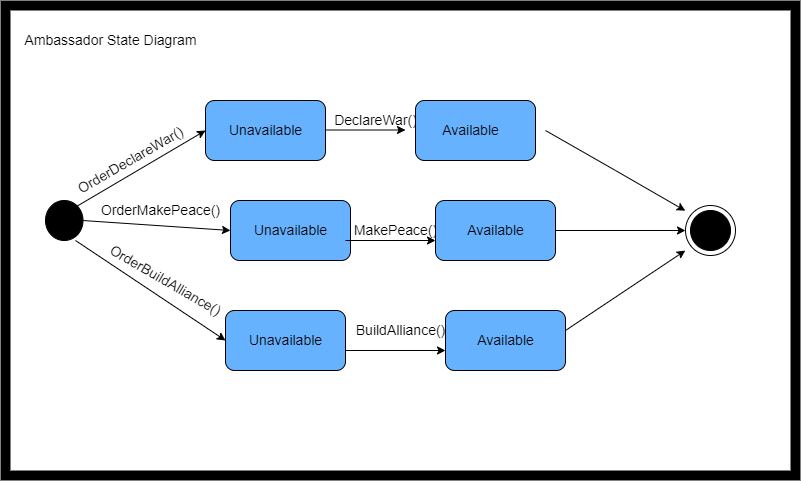 Ambassador State Diagram
OrderDeclareWar()
Unavailable
DeclareWar()
Available
OrderMakePeace()
Unavailable
MakePeace()
Available
OrderBuildAlliance()
Unavailable
BuildAlliance()
Available